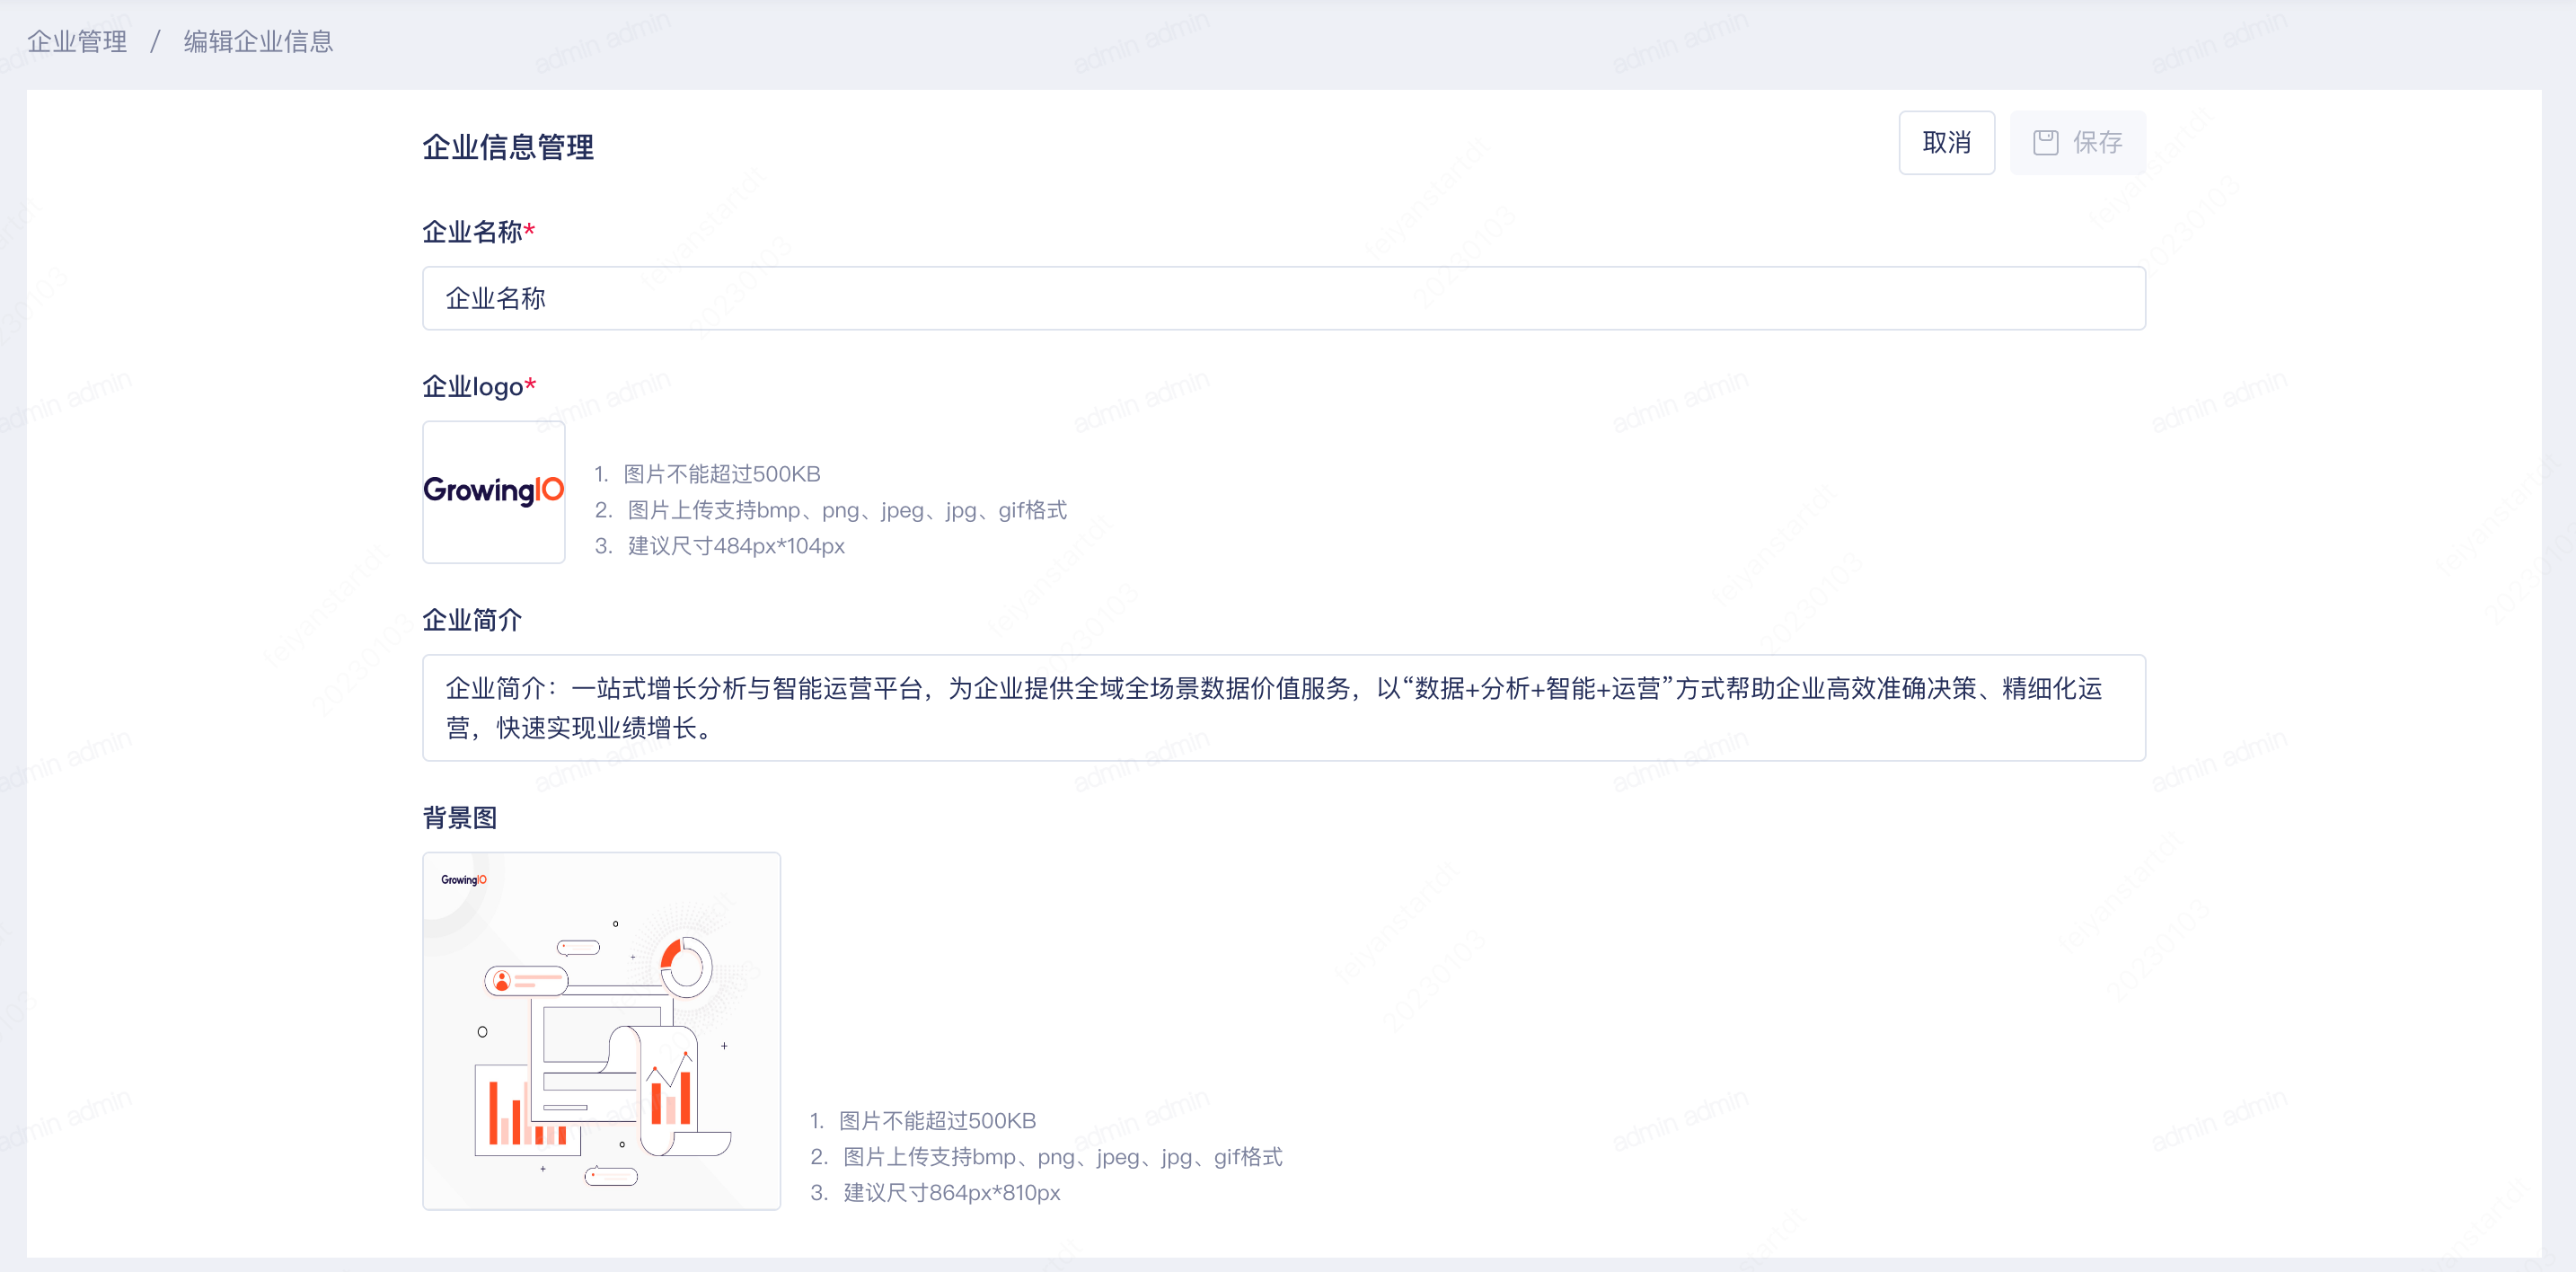 企业管理 / 编辑企业信息
企业信息管理
取消
保存
企业名称*
企业名称
企业logo*
GrowingIO
1. 图片不能超过500KB
2. 图片上传支持bmp、png、jpeg、jpg、gif格式
3. 建议尺寸484px*104px
企业简介
企业简介：一站式增长分析与智能运营平台，为企业提供全域全场景数据价值服务，以“数据+分析+智能+运营”方式帮助企业高效准确决策、精细化运
营，快速实现业绩增长。
背景图
GrowingIO
1. 图片不能超过500KB
2. 图片上传支持bmp、png、jpeg、jpg、gif格式
3. 建议尺寸864px*810px
admin admin
feiyanstartdt
20230103